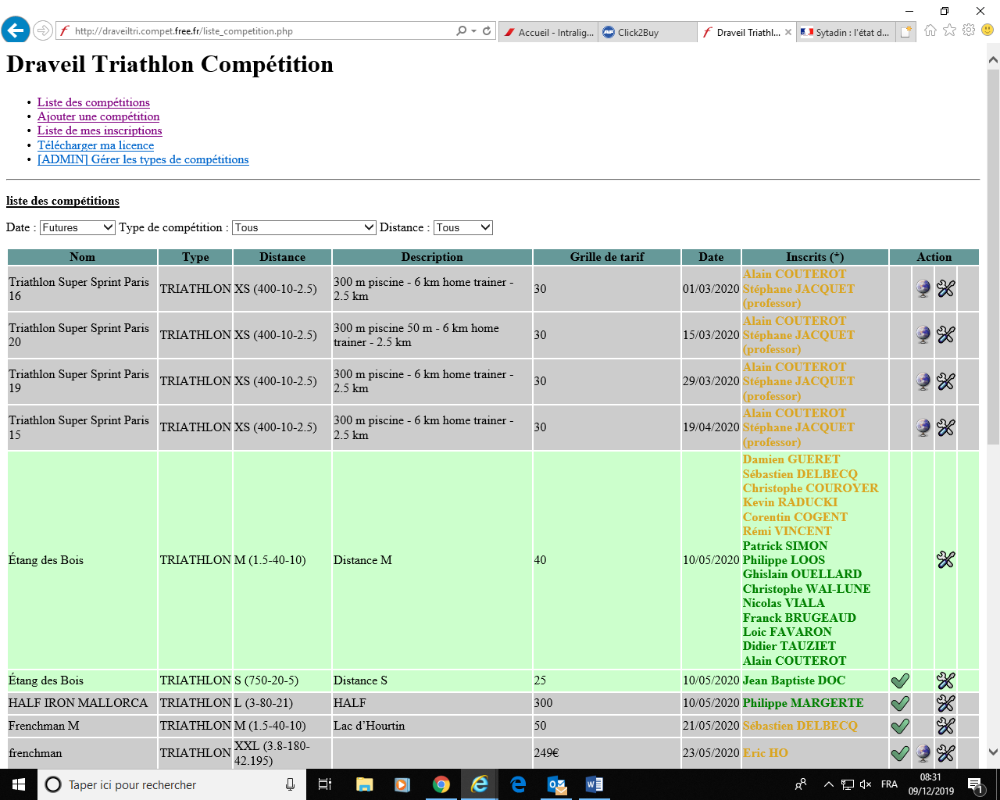 http://draveiltri.compet.free.fr/liste_competition.php
Accueil - Intralig...
Click2Buy
Draveil Triathl...
Sytadin : l'état d...
Draveil Triathlon Compétition
• Liste des compétitions
• Ajouter une compétition
• Liste de mes inscriptions
• Télécharger ma licence
• [ADMIN] Gérer les types de compétitions
liste des compétitions
Date : Futures Type de compétition : Tous Distance : Tous
Nom Type Distance Description Grille de tarif Date Inscrits (*) Action
Triathlon Super Sprint Paris
16
TRIATHLON XS (400-10-2.5)
300 m piscine - 6 km home trainer -
2.5 km
30
01/03/2020
Alain COUTEROT
Stéphane JACQUET
(professor)
Triathlon Super Sprint Paris
20
TRIATHLON XS (400-10-2.5)
300 m piscine 50 m - 6 km home
trainer - 2.5 km
30
15/03/2020
Alain COUTEROT
Stéphane JACQUET
(professor)
Triathlon Super Sprint Paris
19
TRIATHLON XS (400-10-2.5)
300 m piscine - 6 km home trainer -
2.5 km
30
29/03/2020
Alain COUTEROT
Stéphane JACQUET
(professor)
Triathlon Super Sprint Paris
15
TRIATHLON XS (400-10-2.5)
300 m piscine - 6 km home trainer -
2.5 km
30
19/04/2020
Alain COUTEROT
Stéphane JACQUET
(professor)
Étang des Bois
TRIATHLON M (1.5-40-10)
Distance M
40
10/05/2020
Damien GUERET
Sébastien DELBECQ
Christophe COUROYER
Kevin RADUCKI
Corentin COGENT
Rémi VINCENT
Patrick SIMON
Philippe LOOS
Ghislain OUELLARD
Christophe WAI-LUNE
Nicolas VIALA
Franck BRUGEAUD
Loic FAVARON
Didier TAUZIET
Alain COUTEROT
Étang des Bois TRIATHLON S (750-20-5) Distance S 25 10/05/2020 Jean Baptiste DOC
HALF IRON MALLORCA TRIATHLON L (3-80-21) HALF 300 10/05/2020 Philippe MARGERTE
Frenchman M TRIATHLON M (1.5-40-10) Lac d’Hourtin 50 21/05/2020 Sébastien DELBECQ
frenchman
TRIATHLON
XXL (3.8-180-
42.195)
249€
23/05/2020
Eric HO
Taper ici pour rechercher
FRA
08:31
09/12/2019
1